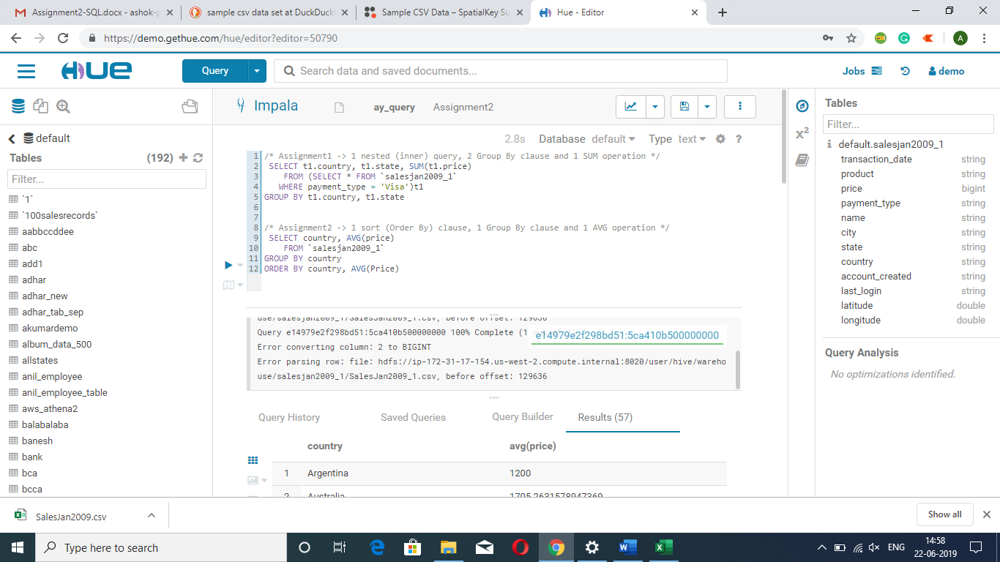 Assignment2-SQL.docx - ashok-p
sample csv data set at DuckDuck
Sample CSV Data – SpatialKey Su
Hue - Editor
https://demo.gethue.com/hue/editor?editor=50790
A
HUE
Query
Search data and saved documents...
Jobs
demo
Impala
ay_query
Assignment2
default
Tables
(192)
Filter...
`1`
`100salesrecords`
aabbccddee
abc
add1
adhar
adhar_new
adhar_tab_sep
akumardemo
album_data_500
allstates
anil_employee
anil_employee_table
aws_athena2
balabalaba
banesh
bank
bca
bcca
2.8s Database default Type text ?
1 /* Assignment1 -> 1 nested (inner) query, 2 Group By clause and 1 SUM operation */
2 SELECT t1.country, t1.state, SUM(t1.price)
3 FROM (SELECT * FROM `salesjan2009_1`
4 WHERE payment_type = 'Visa')t1
5 GROUP BY t1.country, t1.state
6
7
8 /* Assignment2 -> 1 sort (Order By) clause, 1 Group By clause and 1 AVG operation */
9 SELECT country, AVG(price)
10 FROM `salesjan2009_1`
11 GROUP BY country
12 ORDER BY country, AVG(Price)
use/salesjan2009_1/SalesJan2009_1.csv, before offset: 129636
Query e14979e2f298bd51:5ca410b500000000 100% Complete (1
e14979e2f298bd51:5ca410b500000000
Error converting column: 2 to BIGINT
Error parsing row: file: hdfs://ip-172-31-17-154.us-west-2.compute.internal:8020/user/hive/wareho
use/salesjan2009_1/SalesJan2009_1.csv, before offset: 129636
Query History
Saved Queries
Query Builder
Results (57)
country avg(price)
1 Argentina 1200
2 Australia 1705.2631578947369
x²
Tables
Filter...
default.salesjan2009_1
transaction_date string
product string
price bigint
payment_type string
name string
city string
state string
country string
account_created string
last_login string
latitude double
longitude double
Query Analysis
No optimizations identified.
SalesJan2009.csv
Show all
Type here to search
ENG
14:58
22-06-2019